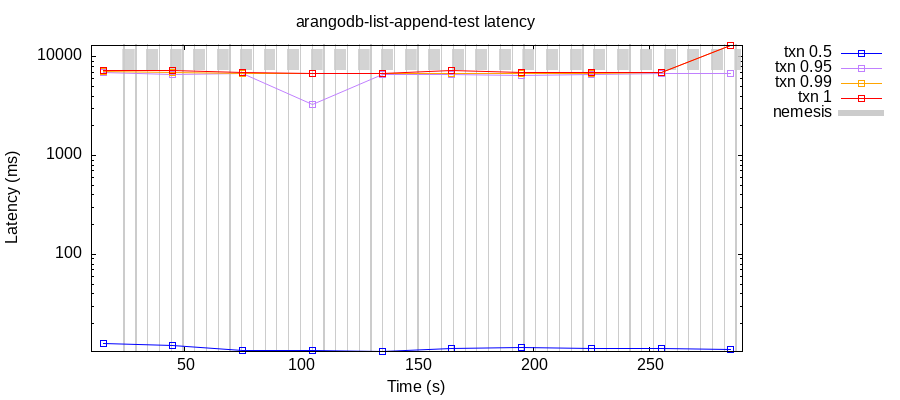 arangodb-list-append-test latency
10000
1000
100
Latency (ms)
50
100
150
200
250
Time (s)
txn 0.5
txn 0.95
txn 0.99
txn 1
nemesis